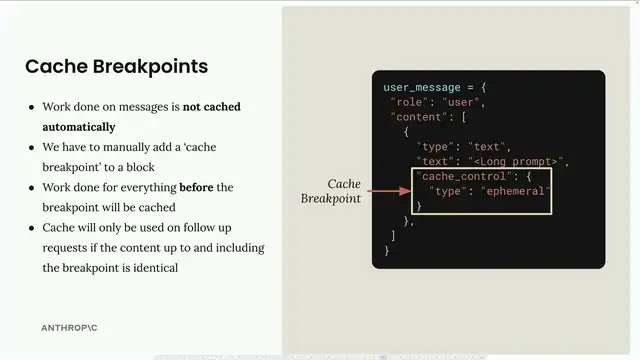 Cache Breakpoints
● Work done on messages is not cached
automatically
● We have to manually add a ‘cache
breakpoint’ to a block
● Work done for everything before the
breakpoint will be cached
● Cache will only be used on follow up
requests if the content up to and including
the breakpoint is identical
ANTHROP\C
Cache
Breakpoint
user_message = {
"role": "user",
"content": [
{
"type": "text",
"text": "<Long prompt>",
"cache_control": {
"type": "ephemeral"
}
},
]
}